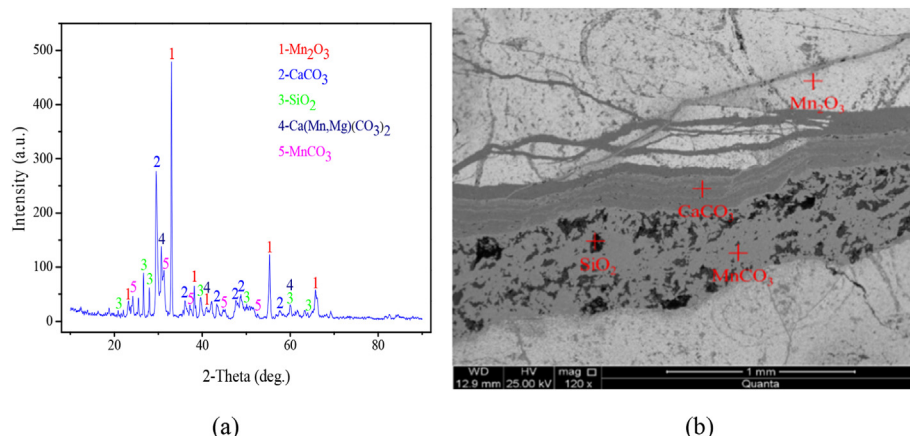 500
400
300
200
100
0
Intensity (a.u.)
1
1-Mn₂O₃
2-CaCO₃
3-SiO₂
4-Ca(Mn,Mg)(CO₃)₂
5-MnCO₃
2
4
5
3
3
3
1
5
1
5
3
1
4
2
2
5
2
2
3
5
1
2
4
3
3
1
20
40
60
80
2-Theta (deg.)
(a)
Mn₂O₃
CaCO₃
SiO₂
MnCO₃
WD HV mag □ 1 mm
12.9 mm 25.00 kV 120 x Quanta
(b)